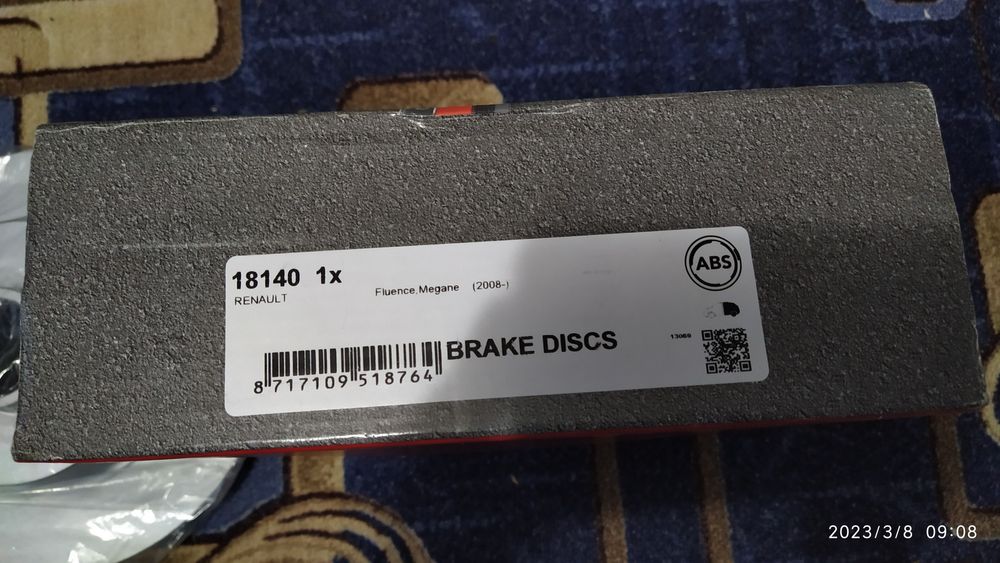 18140 1x
RENAULT
Fluence,Megane (2008-)
ABS
BRAKE DISCS
13069
8 717109 518764
2023/3/8 09:08